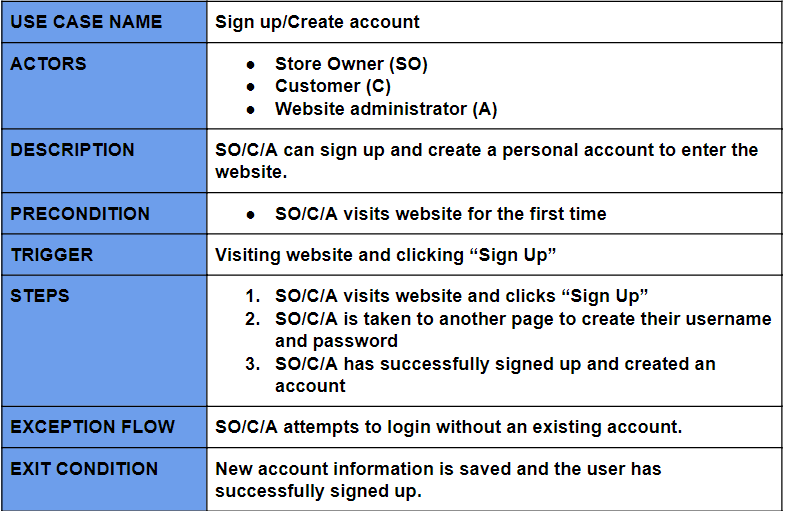 USE CASE NAME
Sign up/Create account
ACTORS
● Store Owner (SO)
● Customer (C)
● Website administrator (A)
DESCRIPTION
SO/C/A can sign up and create a personal account to enter the
website.
PRECONDITION
● SO/C/A visits website for the first time
TRIGGER
Visiting website and clicking “Sign Up”
STEPS
1. SO/C/A visits website and clicks “Sign Up”
2. SO/C/A is taken to another page to create their username
and password
3. SO/C/A has successfully signed up and created an
account
EXCEPTION FLOW
SO/C/A attempts to login without an existing account.
EXIT CONDITION
New account information is saved and the user has
successfully signed up.